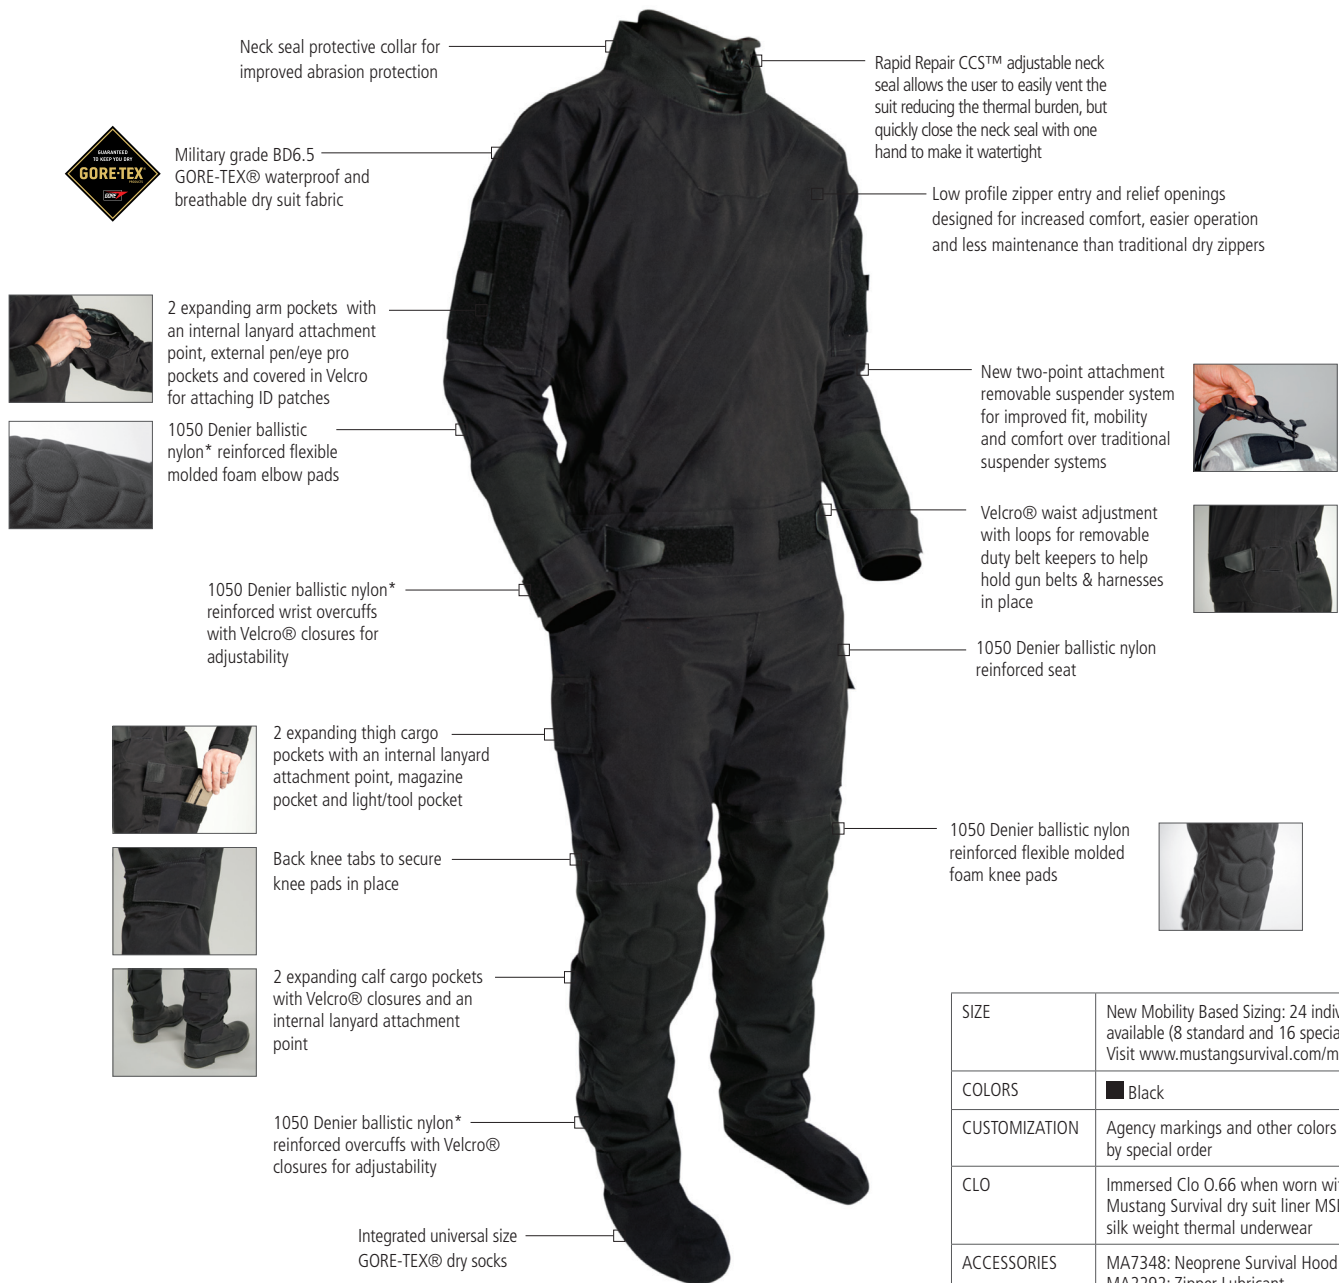 Neck seal protective collar for
improved abrasion protection
Rapid Repair CCS™ adjustable neck
seal allows the user to easily vent the
suit reducing the thermal burden, but
quickly close the neck seal with one
hand to make it watertight
GUARANTEED
TO KEEP YOU DRY
GORE-TEX®
PRODUCTS
GORE
Military grade BD6.5
GORE-TEX® waterproof and
breathable dry suit fabric
Low profile zipper entry and relief openings
designed for increased comfort, easier operation
and less maintenance than traditional dry zippers
2 expanding arm pockets with
an internal lanyard attachment
point, external pen/eye pro
pockets and covered in Velcro
for attaching ID patches
New two-point attachment
removable suspender system
for improved fit, mobility
and comfort over traditional
suspender systems
1050 Denier ballistic
nylon* reinforced flexible
molded foam elbow pads
Velcro® waist adjustment
with loops for removable
duty belt keepers to help
hold gun belts & harnesses
in place
1050 Denier ballistic nylon*
reinforced wrist overcuffs
with Velcro® closures for
adjustability
1050 Denier ballistic nylon
reinforced seat
2 expanding thigh cargo
pockets with an internal lanyard
attachment point, magazine
pocket and light/tool pocket
1050 Denier ballistic nylon
reinforced flexible molded
foam knee pads
Back knee tabs to secure
knee pads in place
2 expanding calf cargo pockets
with Velcro® closures and an
internal lanyard attachment
point
1050 Denier ballistic nylon*
reinforced overcuffs with Velcro®
closures for adjustability
Integrated universal size
GORE-TEX® dry socks
SIZE
New Mobility Based Sizing: 24 indiv
available (8 standard and 16 specia
Visit www.mustangsurvival.com/m
COLORS
Black
CUSTOMIZATION
Agency markings and other colors
by special order
CLO
Immersed Clo 0.66 when worn wit
Mustang Survival dry suit liner MSL
silk weight thermal underwear
ACCESSORIES
MA7348: Neoprene Survival Hood
MA2292: Zipper Lubricant